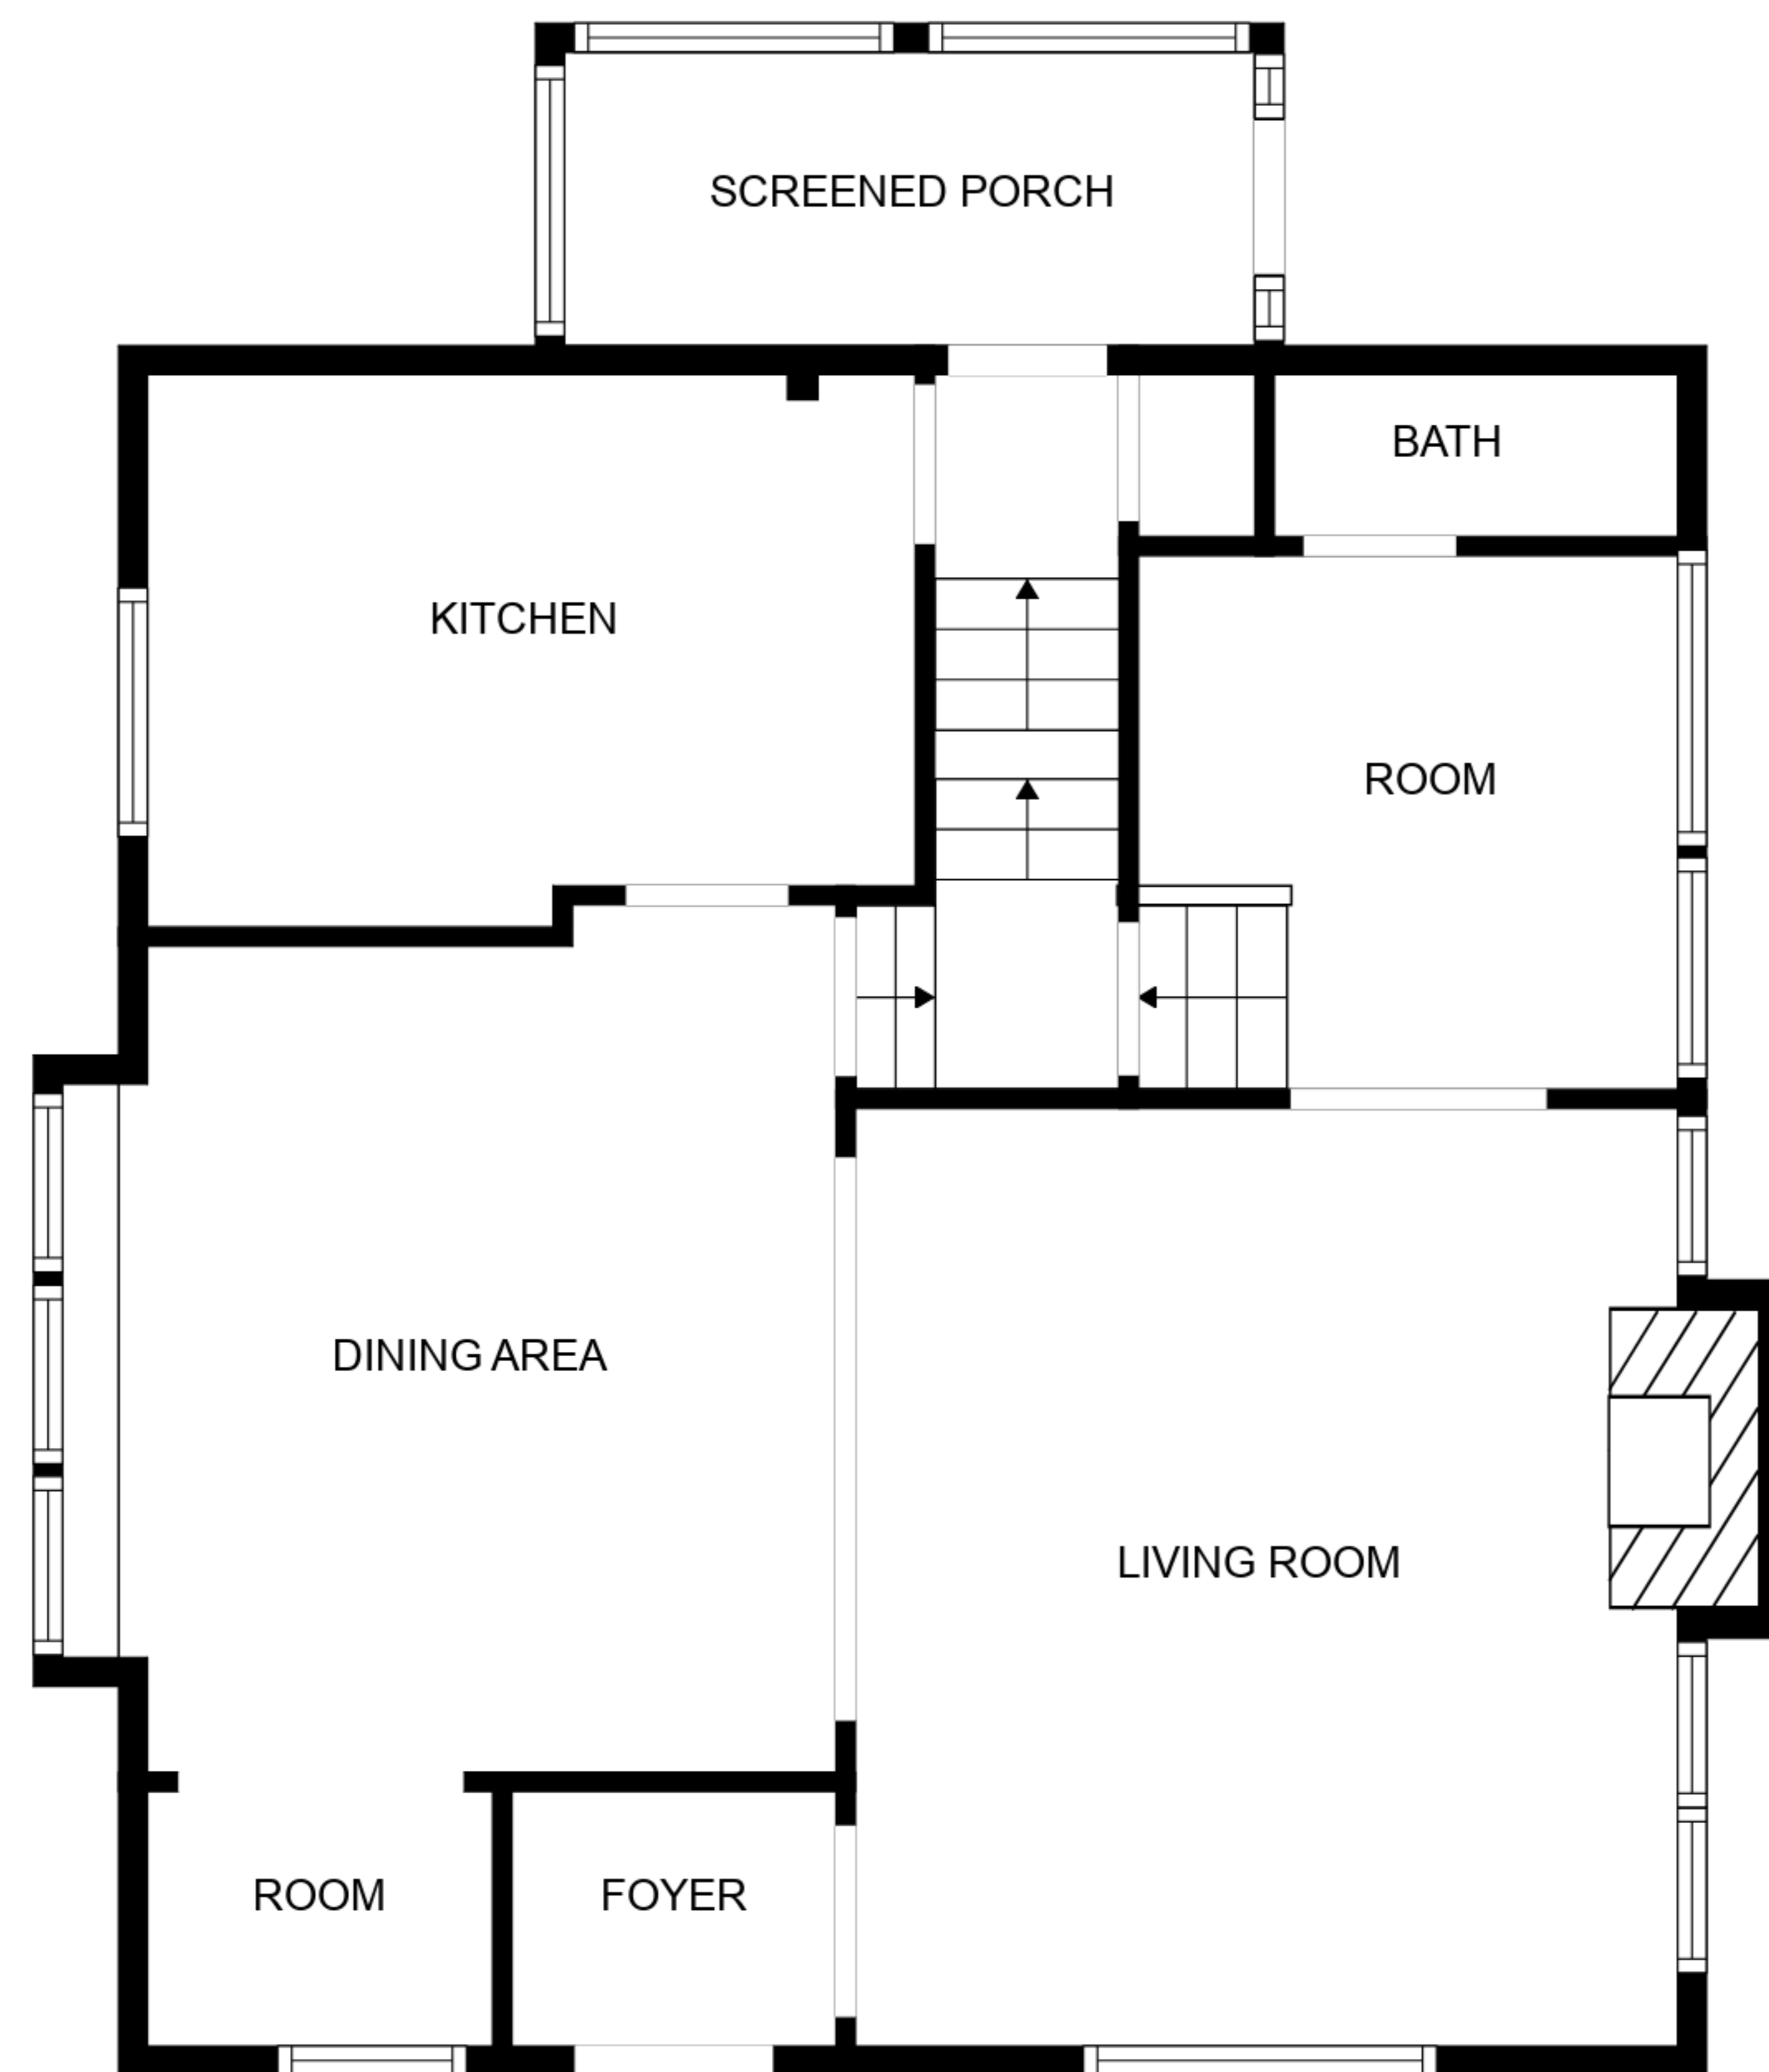 SCREENED PORCH
BATH
KITCHEN
ROOM
DINING AREA
LIVING ROOM
ROOM
FOYER